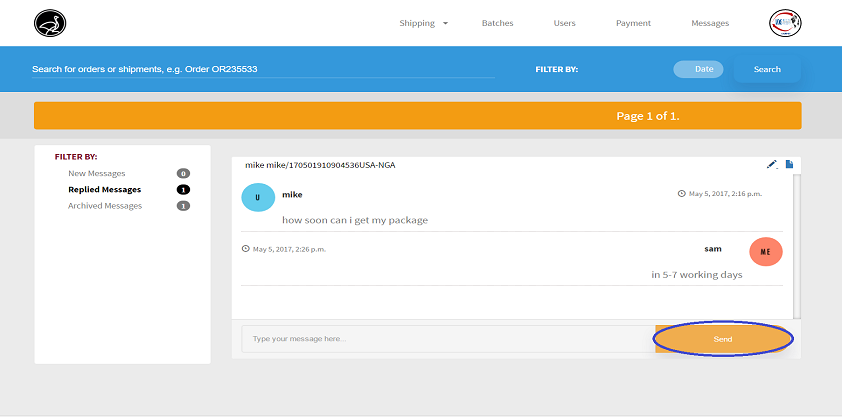 Shipping Batches Users Payment Messages
Search for orders or shipments, e.g. Order OR235533 FILTER BY: Date Search
Page 1 of 1.
FILTER BY:
New Messages 0
Replied Messages 1
Archived Messages 1
mike mike/170501910904536USA-NGA
U mike May 5, 2017, 2:16 p.m.
how soon can i get my package
May 5, 2017, 2:26 p.m. sam ME
in 5-7 working days
Type your message here... Send